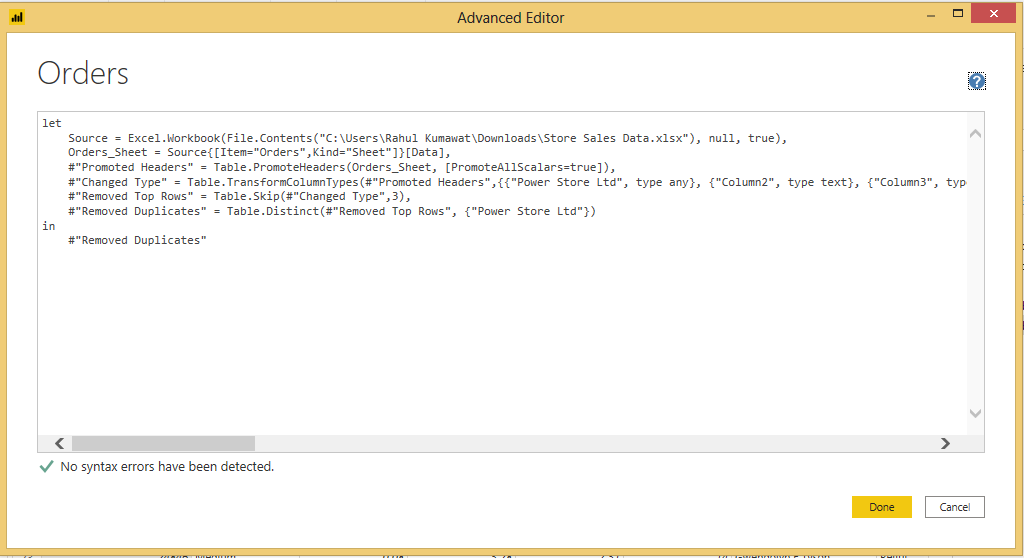 Advanced Editor
Orders
let
Source = Excel.Workbook(File.Contents("C:\Users\Rahul Kumawat\Downloads\Store Sales Data.xlsx"), null, true),
Orders_Sheet = Source{[Item="Orders",Kind="Sheet"]}[Data],
#"Promoted Headers" = Table.PromoteHeaders(Orders_Sheet, [PromoteAllScalars=true]),
#"Changed Type" = Table.TransformColumnTypes(#"Promoted Headers",{{"Power Store Ltd", type any}, {"Column2", type text}, {"Column3", typ
#"Removed Top Rows" = Table.Skip(#"Changed Type",3),
#"Removed Duplicates" = Table.Distinct(#"Removed Top Rows", {"Power Store Ltd"})
in
#"Removed Duplicates"
No syntax errors have been detected.
Done Cancel